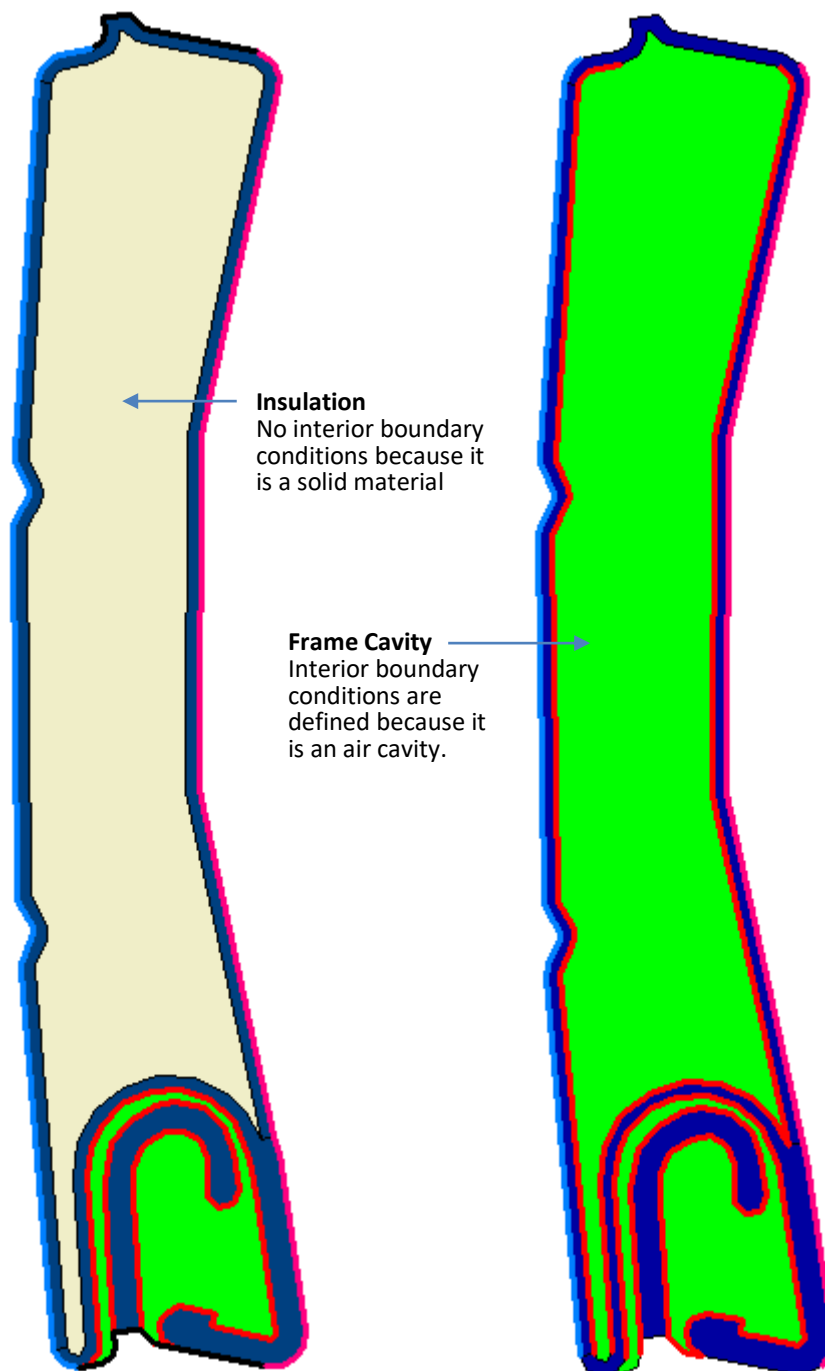 Insulation
No interior boundary
conditions because it
is a solid material
Frame Cavity
Interior boundary
conditions are
defined because it
is an air cavity.